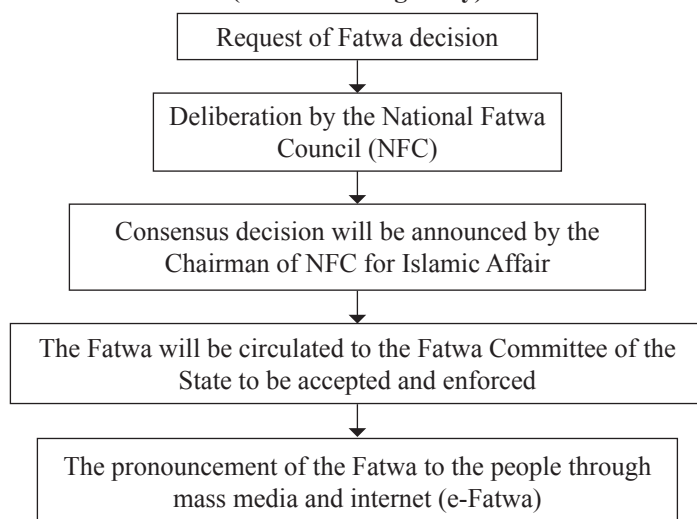 Request of Fatwa decision
Deliberation by the National Fatwa
Council (NFC)
Consensus decision will be announced by the
Chairman of NFC for Islamic Affair
The Fatwa will be circulated to the Fatwa Committee of the
State to be accepted and enforced
The pronouncement of the Fatwa to the people through
mass media and internet (e-Fatwa)